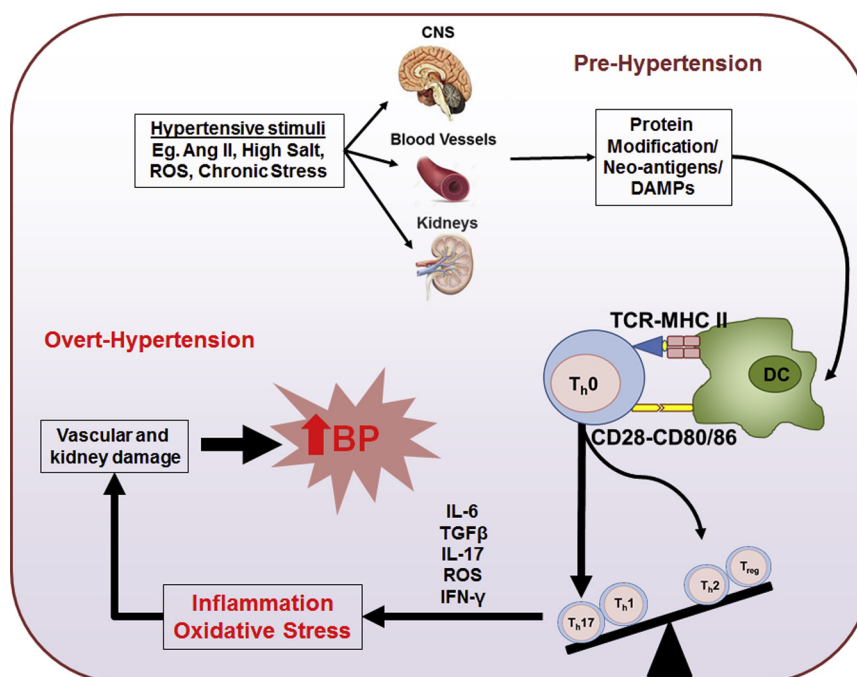 CNS
Pre-Hypertension
Hypertensive stimuli
Eg. Ang II, High Salt,
ROS, Chronic Stress
Blood Vessels
Kidneys
Protein
Modification/
Neo-antigens/
DAMPs
Overt-Hypertension
TCR-MHC II
Th0
DC
CD28-CD80/86
Vascular and
kidney damage
BP
IL-6
TGFβ
IL-17
ROS
IFN-γ
Inflammation
Oxidative Stress
Th17
Th1
Th2
Treg